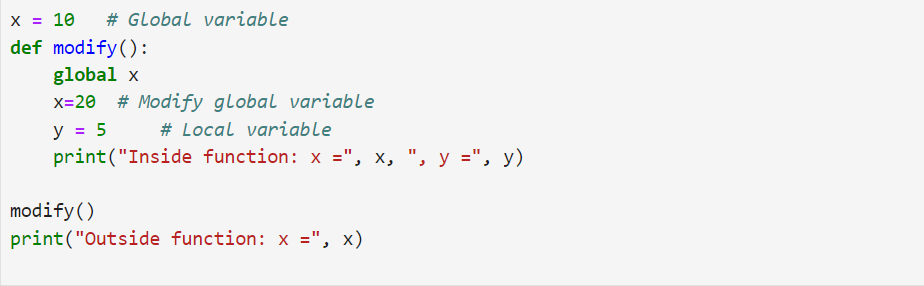 x = 10   # Global variable
def modify():
    global x
    x=20  # Modify global variable
    y = 5     # Local variable
    print("Inside function: x =", x, ", y =", y)

modify()
print("Outside function: x =", x)